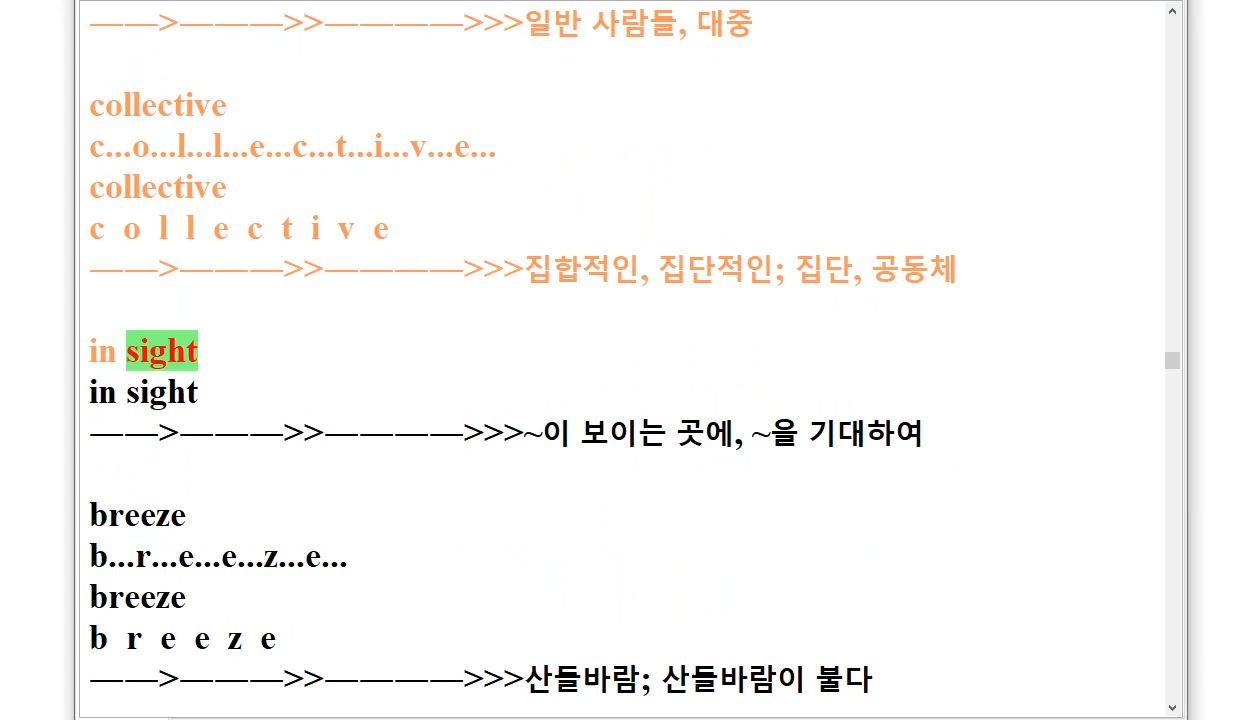 ——>———>>————>>>일반 사람들, 대중
collective
c...o...l...l...e...c...t...i...v...e...
collective
c o l l e c t i v e
——>———>>————>>>집합적인, 집단적인; 집단, 공동체
in sight
in sight
——>———>>————>>>~이 보이는 곳에, ~을 기대하여
breeze
b...r...e...e...z...e...
breeze
b r e e z e
——>———>>————>>>산들바람; 산들바람이 불다